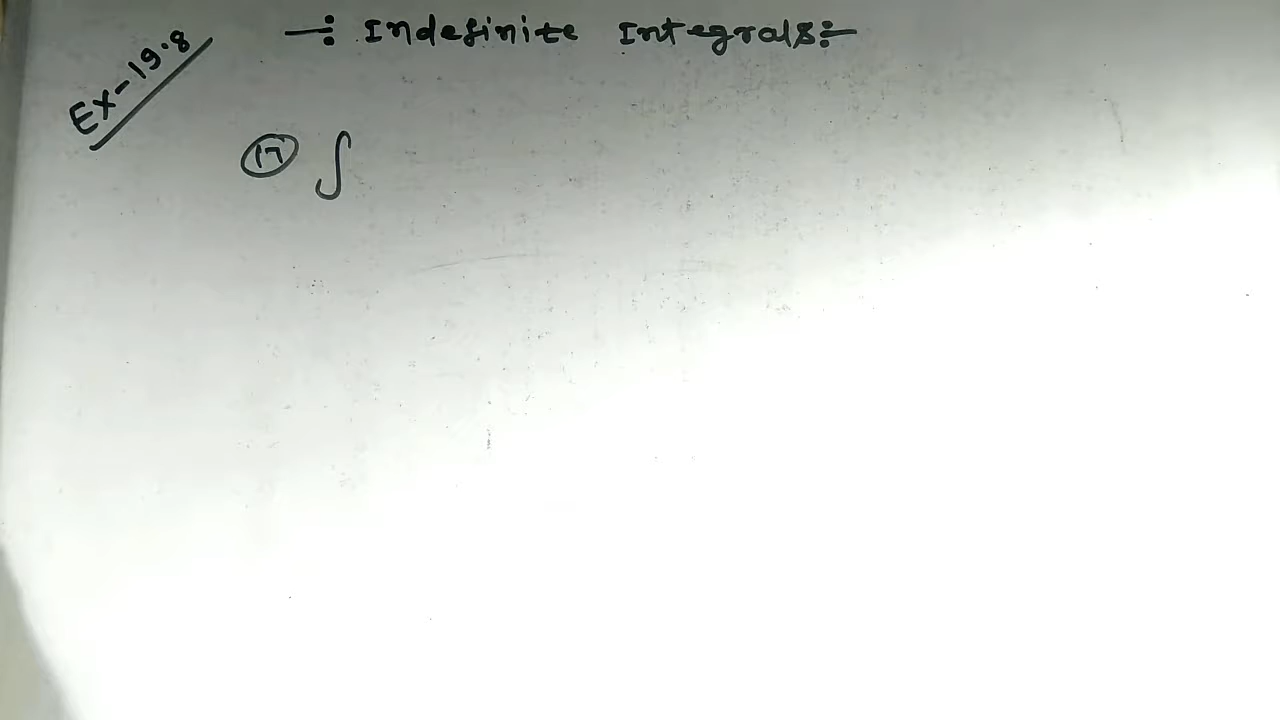 -: Indefinite Integrals:-
Ex-19.8
17 ∫